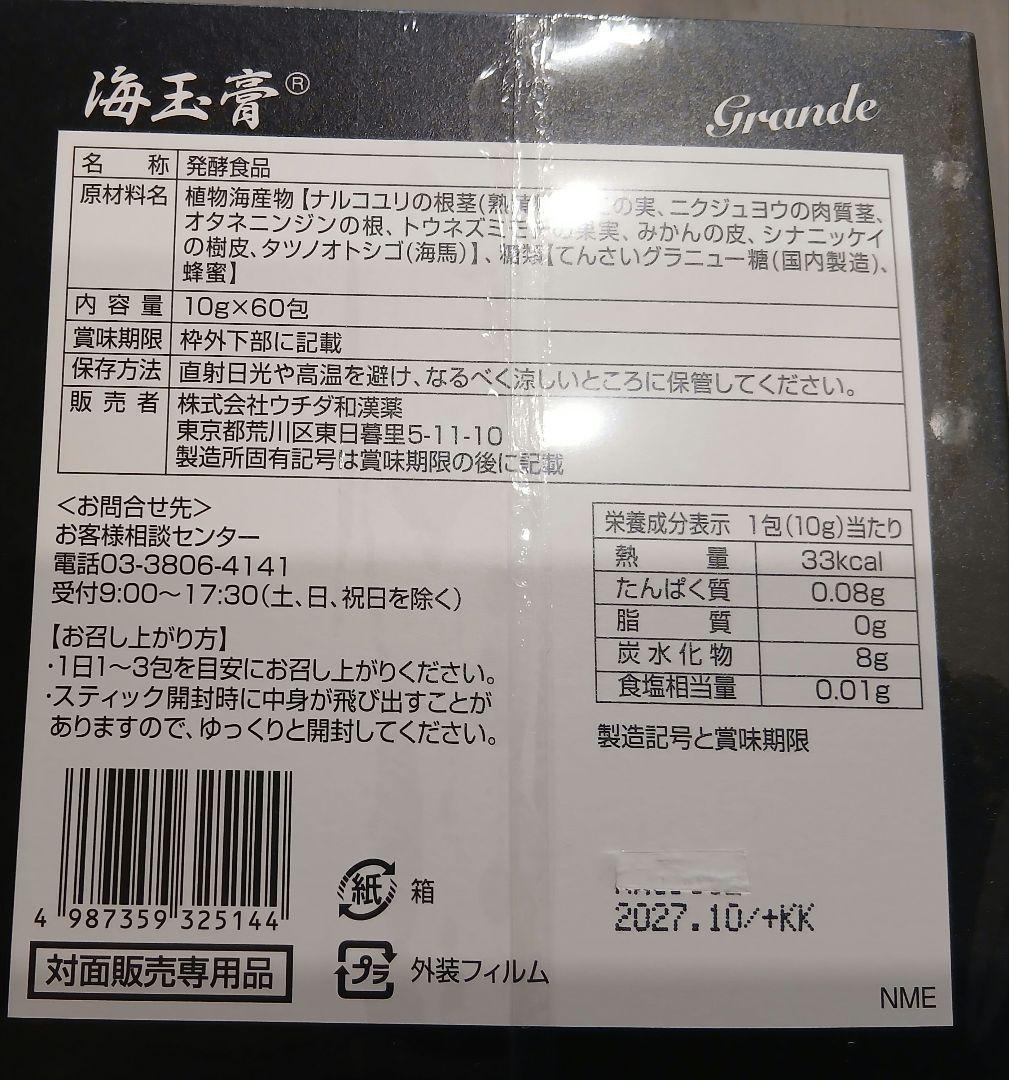 海玉膏®
Grande
名 称 発酵食品
原材料名 植物海産物【ナルコユリの根茎(熟 の実、ニクジュヨウの肉質茎、
オタネニンジンの根、トウネズミモチの果実、みかんの皮、シナニッケイ
の樹皮、タツノオトシゴ(海馬)】、糖類【てんさいグラニュー糖(国内製造)、
蜂蜜】
内容量 10g×60包
賞味期限 枠外下部に記載
保存方法 直射日光や高温を避け、なるべく涼しいところに保管してください。
販売者 株式会社ウチダ和漢薬
東京都荒川区東日暮里5-11-10
製造所固有記号は賞味期限の後に記載
<お問合せ先>
お客様相談センター
電話03-3806-4141
受付9:00〜17:30(土、日、祝日を除く)
【お召し上がり方】
・1日1〜3包を目安にお召し上がりください。
・スティック開封時に中身が飛び出すことが
ありますので、ゆっくりと開封してください。
栄養成分表示 1包(10g)当たり
熱量 33kcal
たんぱく質 0.08g
脂質 0g
炭水化物 8g
食塩相当量 0.01g
製造記号と賞味期限
2027.10/+KK
4 987359 325144
紙 箱
プラ 外装フィルム
対面販売専用品
NME